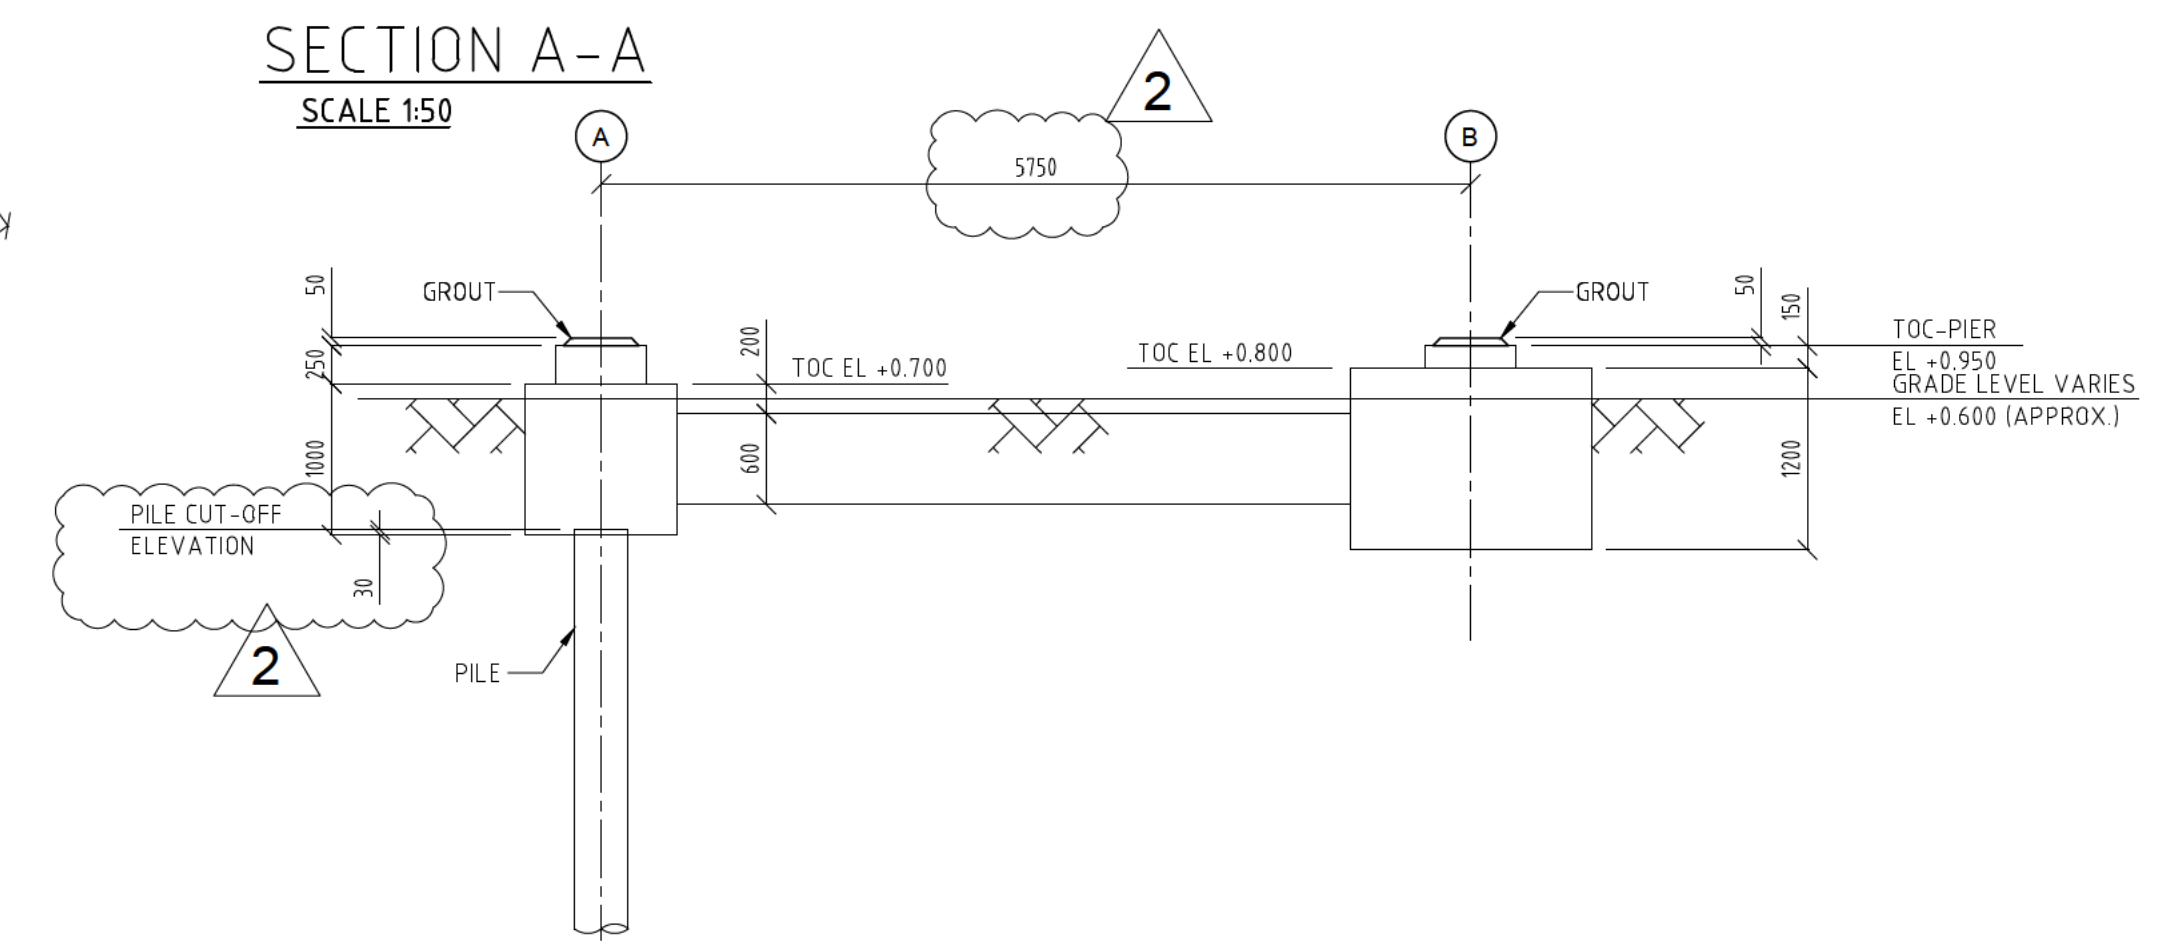 SECTION A-A
SCALE 1:50
2
A
B
5750
50
GROUT
GROUT
50
150
250
200
TOC EL +0.700
TOC EL +0.800
TOC-PIER
EL +0.950
GRADE LEVEL VARIES
EL +0.600 (APPROX.)
1000
600
1200
PILE CUT-OFF
ELEVATION
30
2
PILE